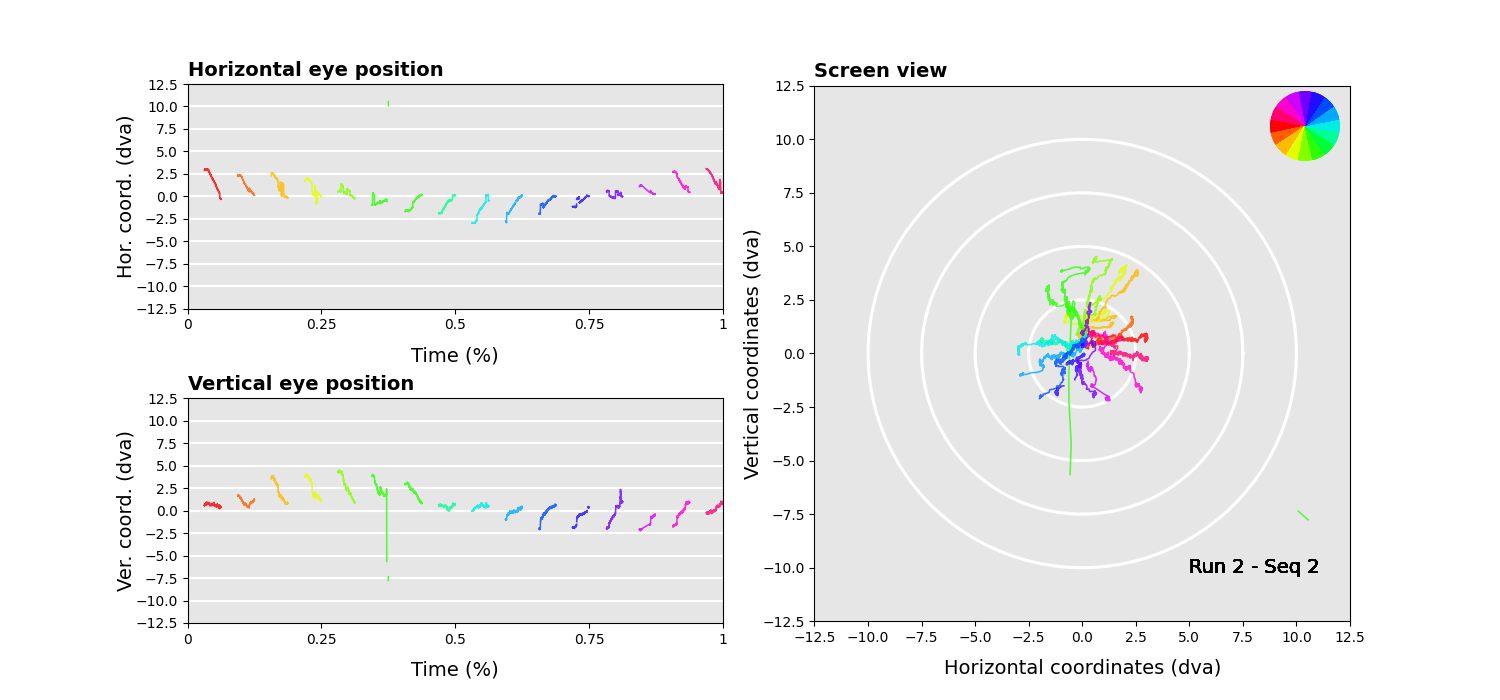 Horizontal eye position
Hor. coord. (dva)
12.5
10.0
7.5
5.0
2.5
0.0
−2.5
−5.0
−7.5
−10.0
−12.5
0 0.25 0.5 0.75 1
Time (%)
Vertical eye position
Ver. coord. (dva)
12.5
10.0
7.5
5.0
2.5
0.0
−2.5
−5.0
−7.5
−10.0
−12.5
0 0.25 0.5 0.75 1
Time (%)
Screen view
Vertical coordinates (dva)
12.5
10.0
7.5
5.0
2.5
0.0
−2.5
−5.0
−7.5
−10.0
−12.5
Run 2 - Seq 2
−12.5 −10.0 −7.5 −5.0 −2.5 0.0 2.5 5.0 7.5 10.0 12.5
Horizontal coordinates (dva)